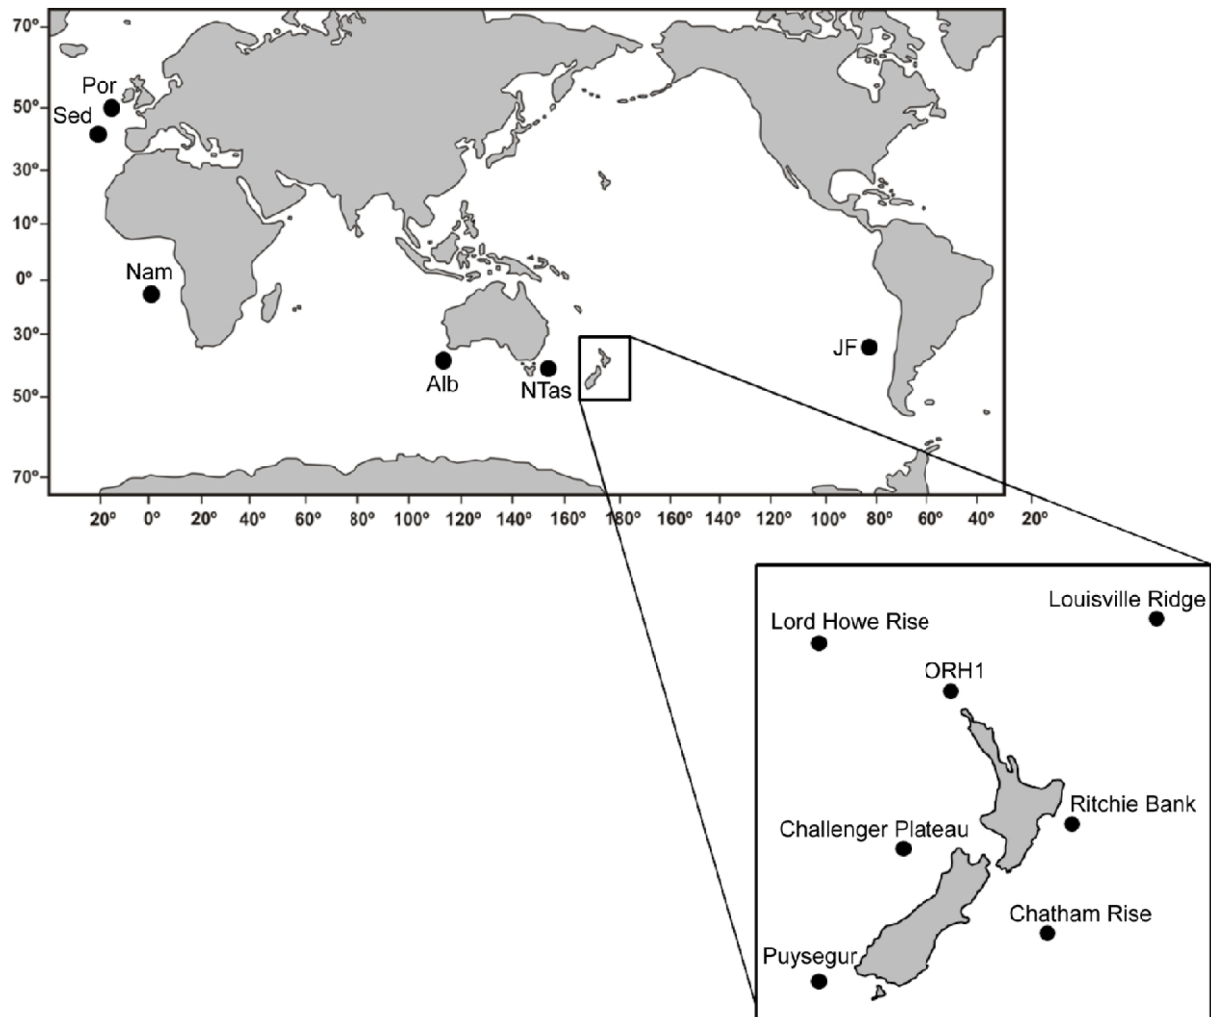 70º
Por
50º
Sed
30º
10º
Nam
0º
30º
JF
Alb
NTas
50º
70º
20º 0º 20º 40º 60º 80º 100º 120º 140º 160º 180º 160º 140º 120º 100º 80º 60º 40º 20º
Louisville Ridge
Lord Howe Rise
ORH1
Ritchie Bank
Challenger Plateau
Chatham Rise
Puysegur